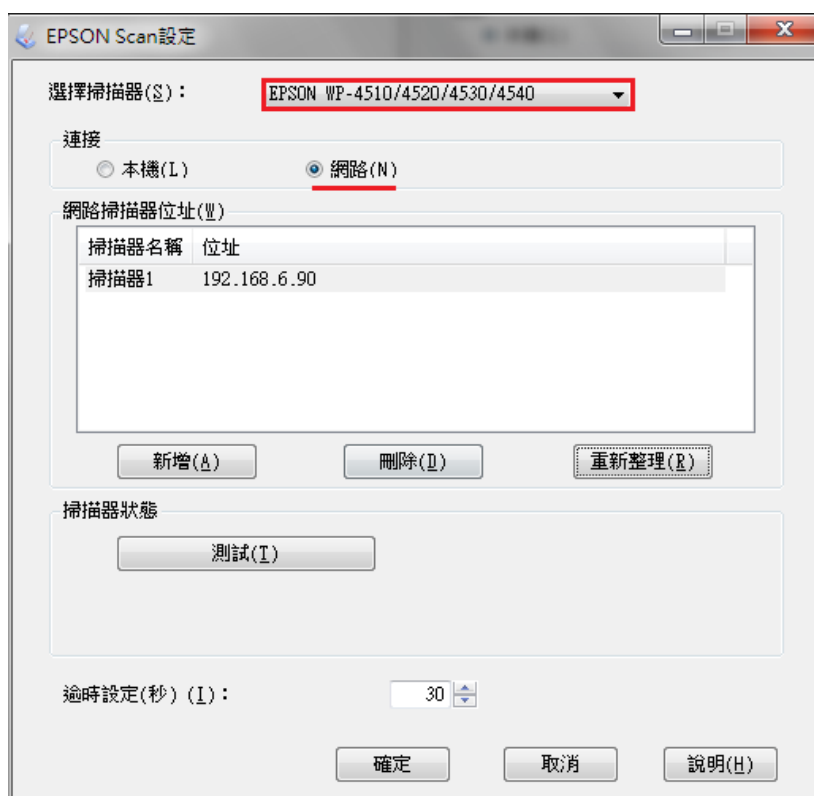 EPSON Scan設定
選擇掃描器(S)： EPSON WP-4510/4520/4530/4540
連接
本機(L) 網路(N)
網路掃描器位址(W)
掃描器名稱 位址
掃描器1 192.168.6.90
新增(A) 刪除(D) 重新整理(R)
掃描器狀態
測試(T)
逾時設定(秒) (I)： 30
確定 取消 說明(H)